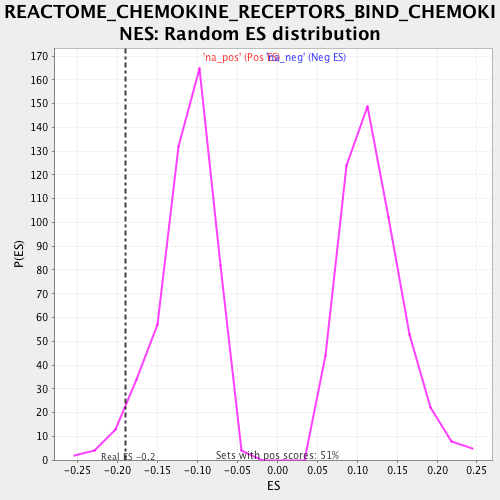 REACTOME_CHEMOKINE_RECEPTORS_BIND_CHEMOKI
NES: Random ES distribution
'na_pos' (Pos ES) 'na_neg' (Neg ES)
170
160
150
140
130
120
110
100
90
80
70
60
50
40
30
20
10
0
P(ES)
Real ES -0.2
Sets with pos scores: 51%
-0.25 -0.20 -0.15 -0.10 -0.05 0.00 0.05 0.10 0.15 0.20 0.25
ES